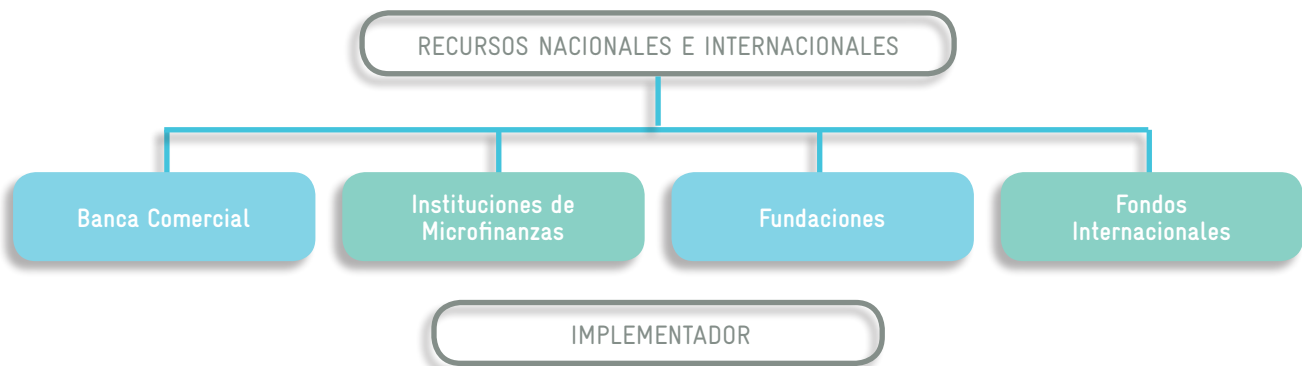 RECURSOS NACIONALES E INTERNACIONALES
Banca Comercial
Instituciones de
Microfinanzas
Fundaciones
Fondos
Internacionales
IMPLEMENTADOR